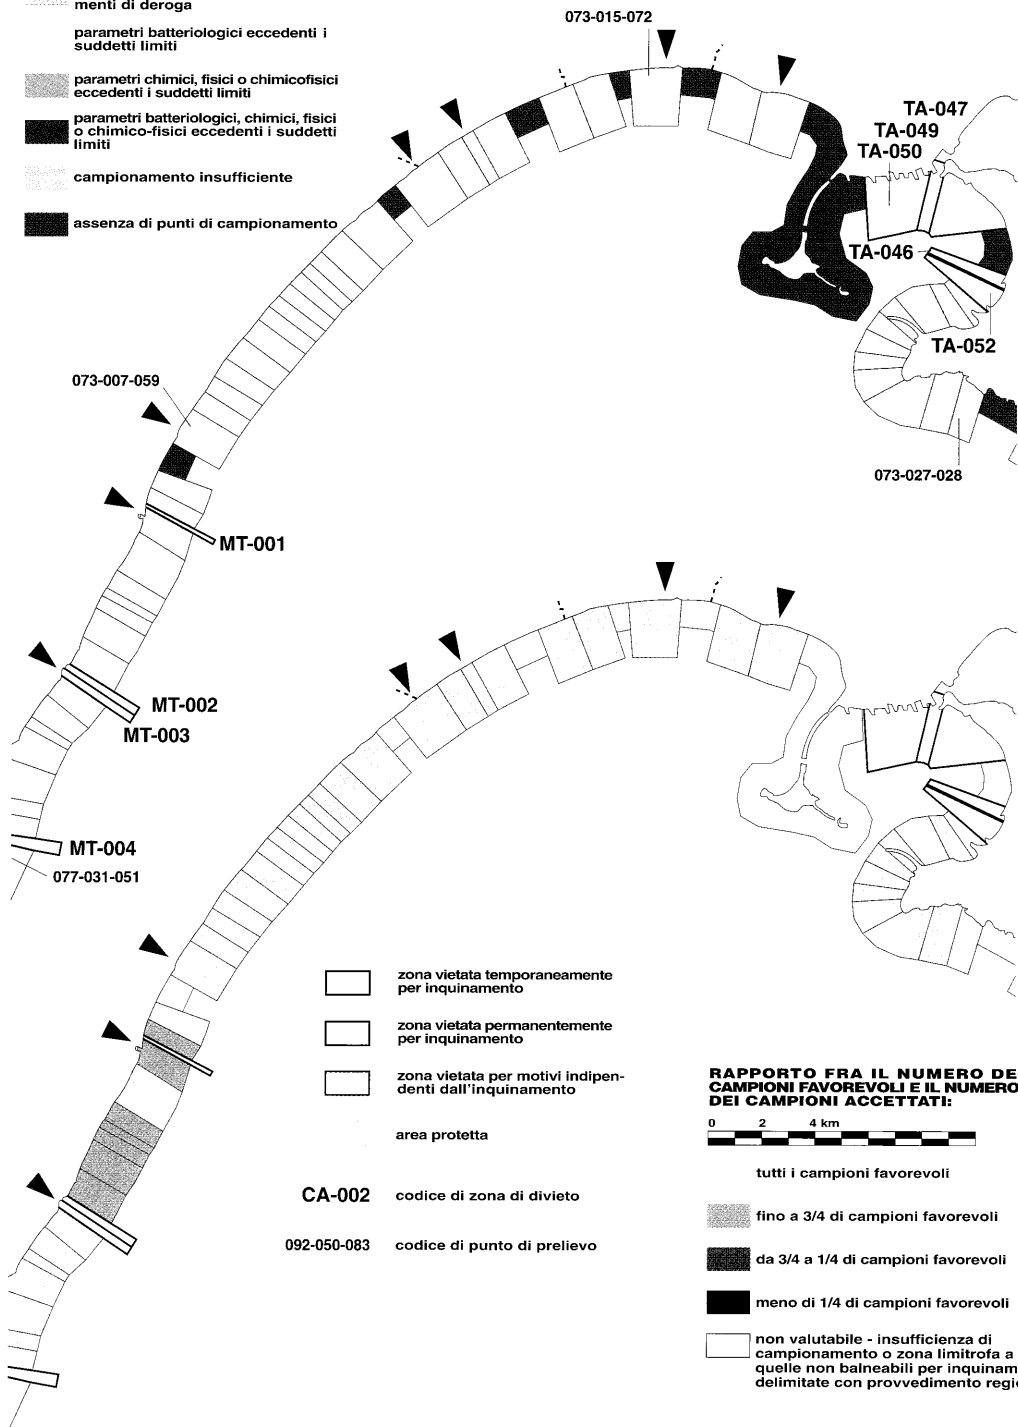 menti di deroga
parametri batteriologici eccedenti i
suddetti limiti
parametri chimici, fisici o chimicofisici
eccedenti i suddetti limiti
parametri batteriologici, chimici, fisici
o chimico-fisici eccedenti i suddetti
limiti
campionamento insufficiente
assenza di punti di campionamento
073-015-072
TA-047
TA-049
TA-050
TA-046
TA-052
073-007-059
073-027-028
MT-001
MT-002
MT-003
MT-004
077-031-051
zona vietata temporaneamente
per inquinamento
zona vietata permanentemente
per inquinamento
zona vietata per motivi indipen-
denti dall'inquinamento
area protetta
CA-002 codice di zona di divieto
092-050-083 codice di punto di prelievo
RAPPORTO FRA IL NUMERO DE
CAMPIONI FAVOREVOLI E IL NUMERO
DEI CAMPIONI ACCETTATI:
0 2 4 km
tutti i campioni favorevoli
fino a 3/4 di campioni favorevoli
da 3/4 a 1/4 di campioni favorevoli
meno di 1/4 di campioni favorevoli
non valutabile - insufficienza di
campionamento o zona limitrofa a
quelle non balneabili per inquinam
delimitate con provvedimento regi